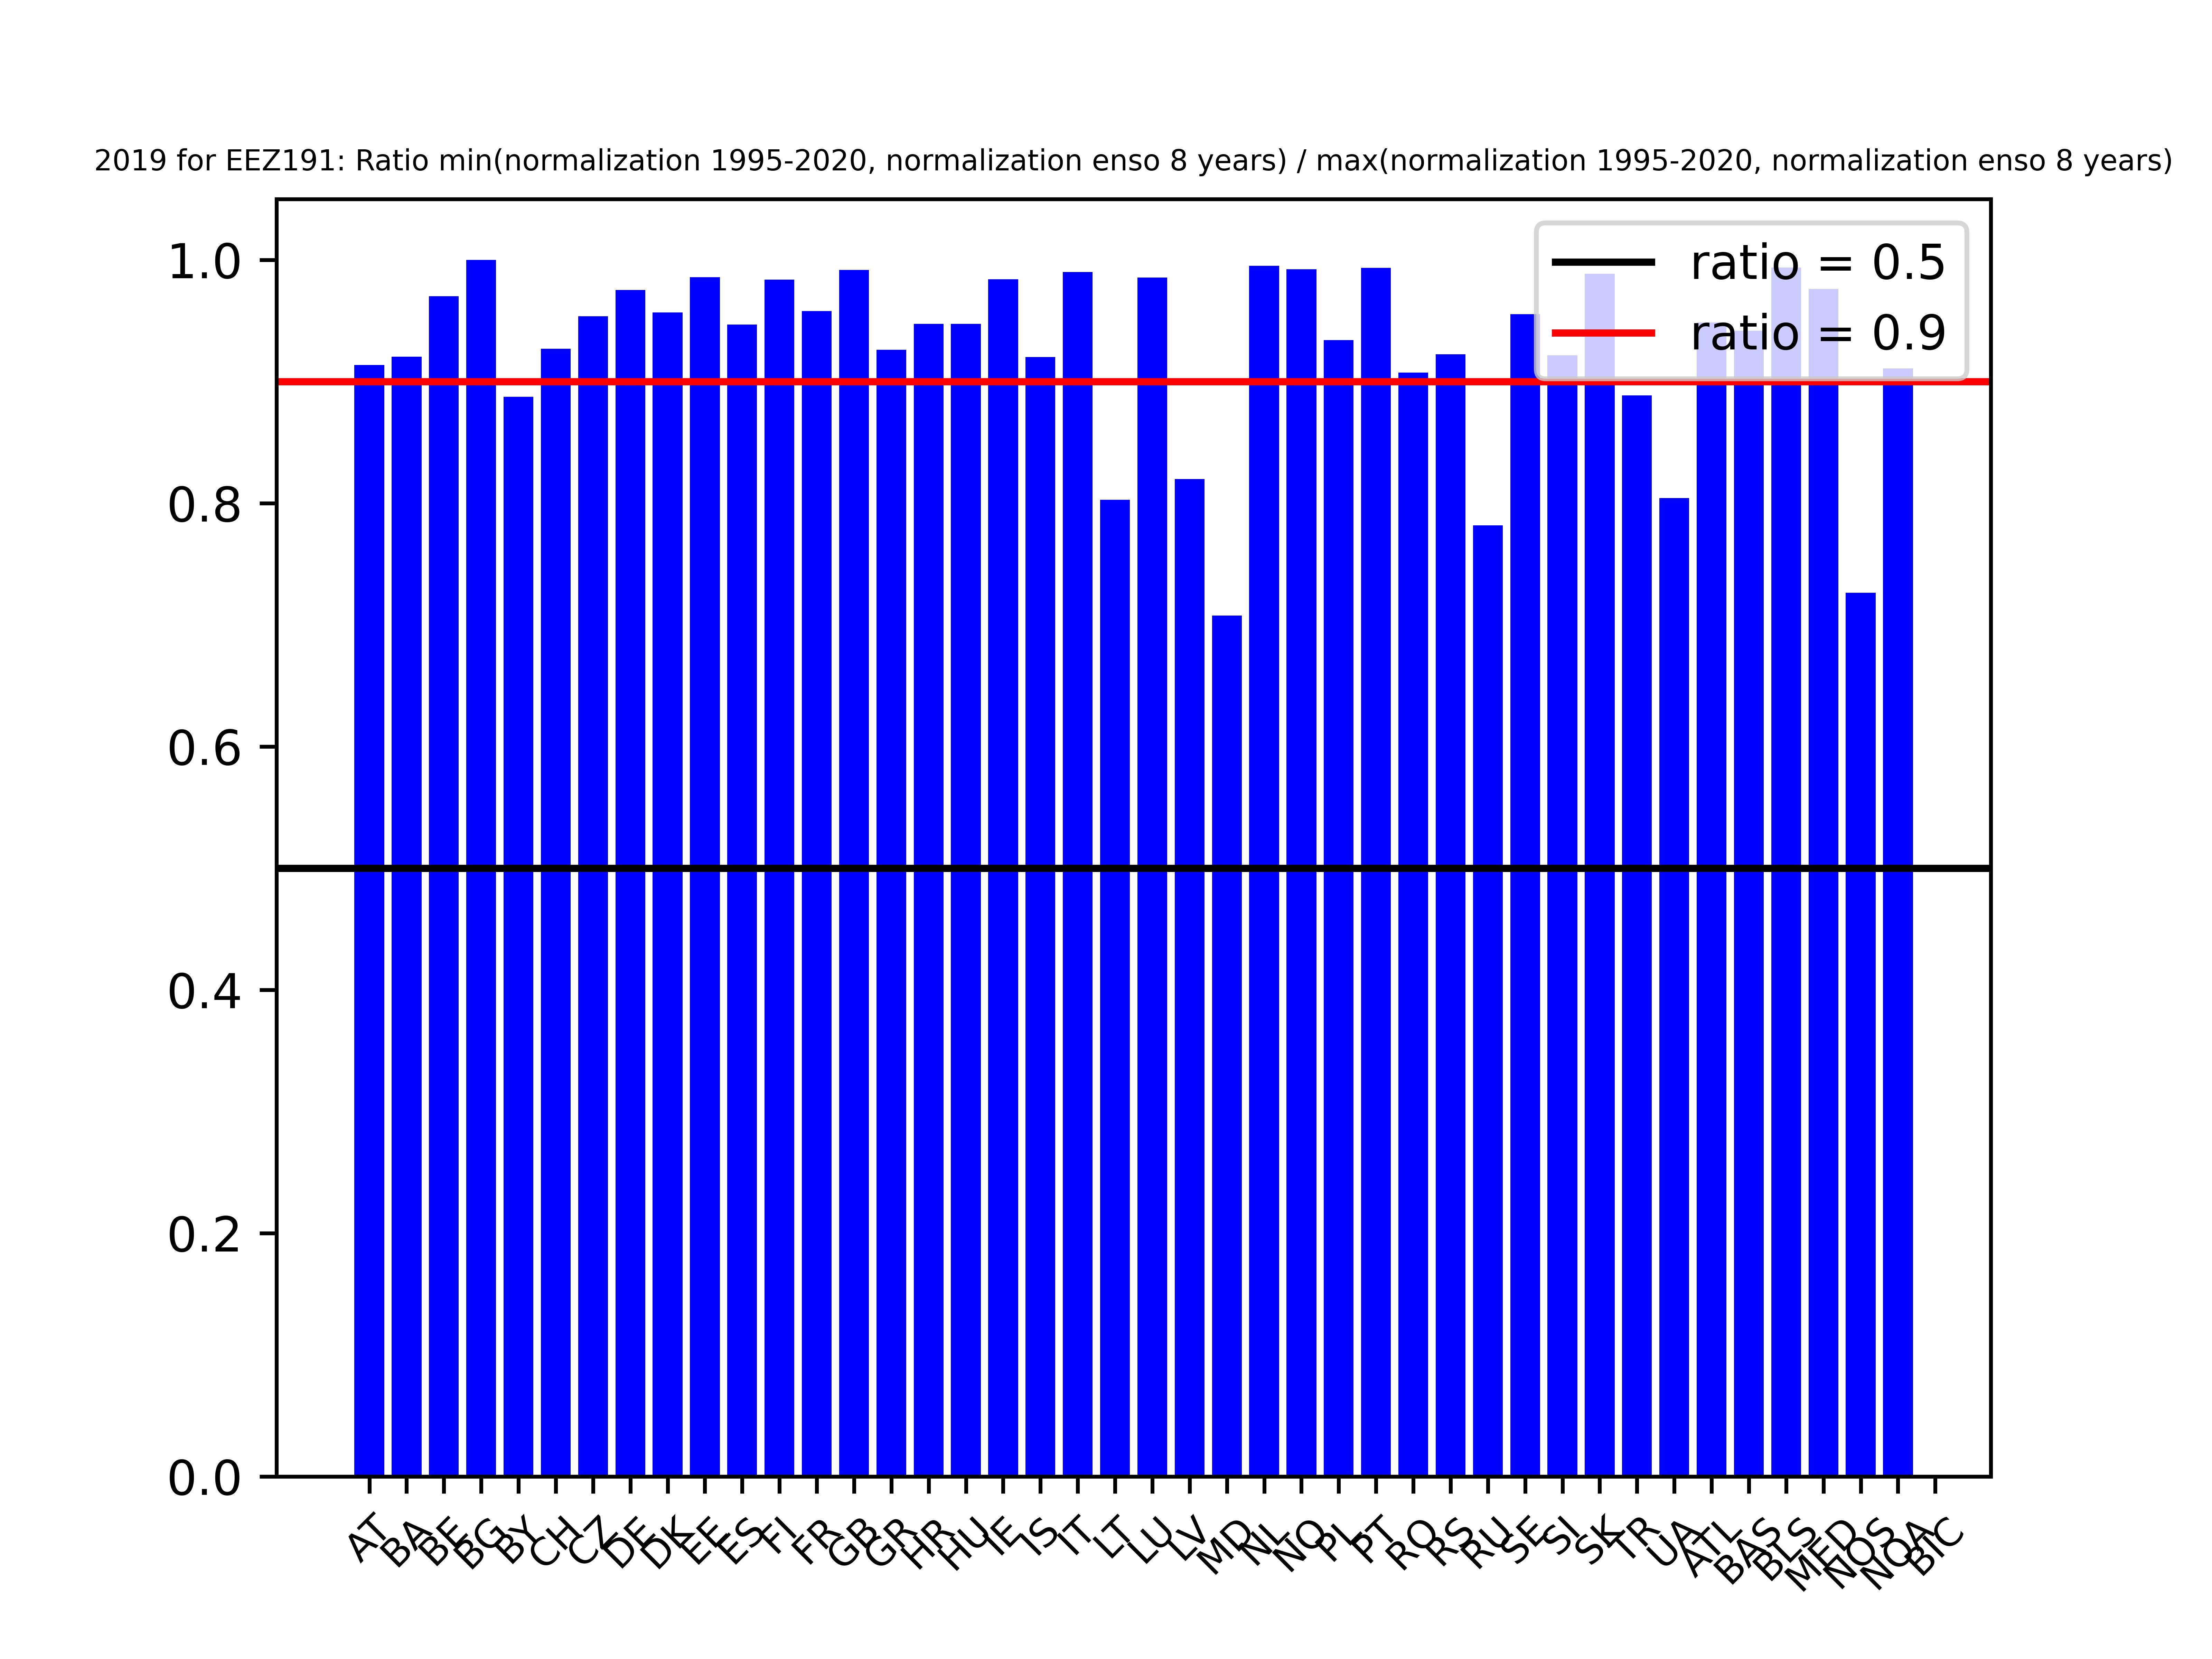 2019 for EEZ191: Ratio min(normalization 1995-2020, normalization enso 8 years) / max(normalization 1995-2020, normalization enso 8 years)
ratio = 0.5
ratio = 0.9
1.0
0.8
0.6
0.4
0.2
0.0
AT BA BE BG BY CH CZ DE DK EE ES FI FR GB GR HR HU IE IS IT LT LU LV MD NL NO PL PT RO RS RU SE SI SK TR UA ATL BAS BLS MED NOS NOA BIC